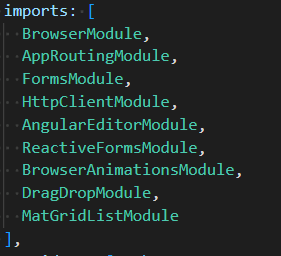 imports: [
BrowserModule,
AppRoutingModule,
FormsModule,
HttpClientModule,
AngularEditorModule,
ReactiveFormsModule,
BrowserAnimationsModule,
DragDropModule,
MatGridListModule
],